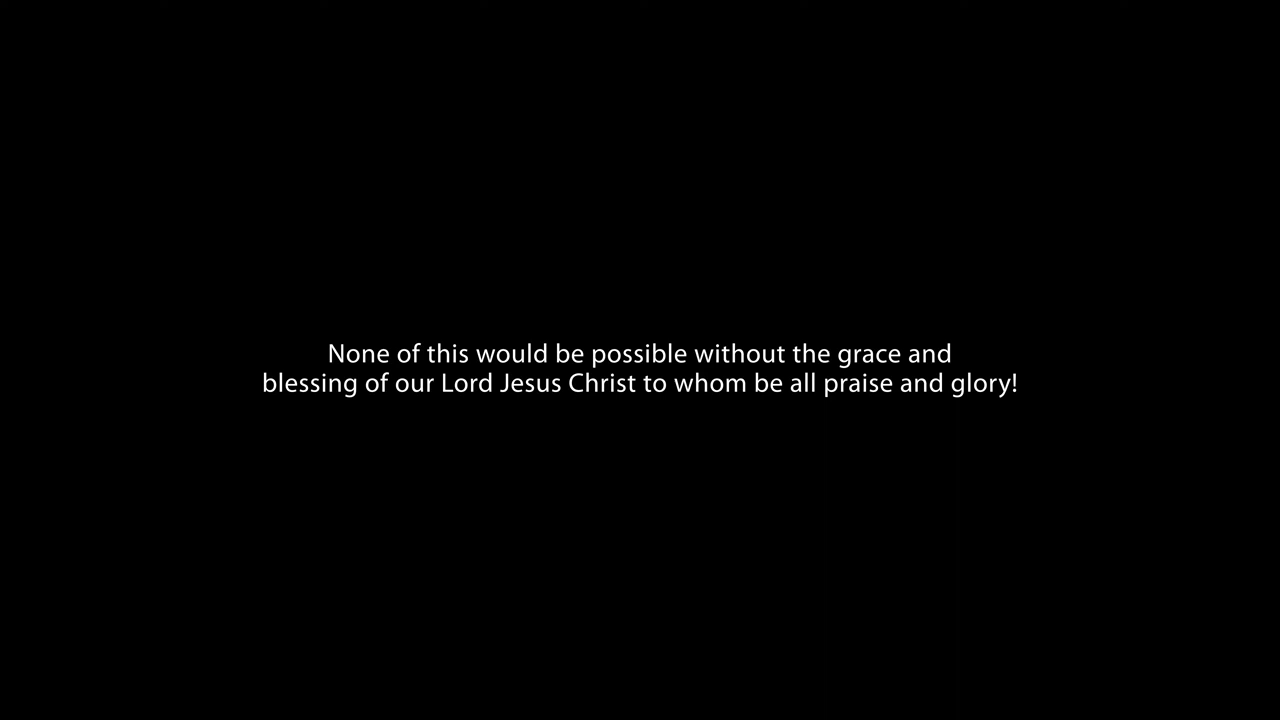 None of this would be possible without the grace and
blessing of our Lord Jesus Christ to whom be all praise and glory!